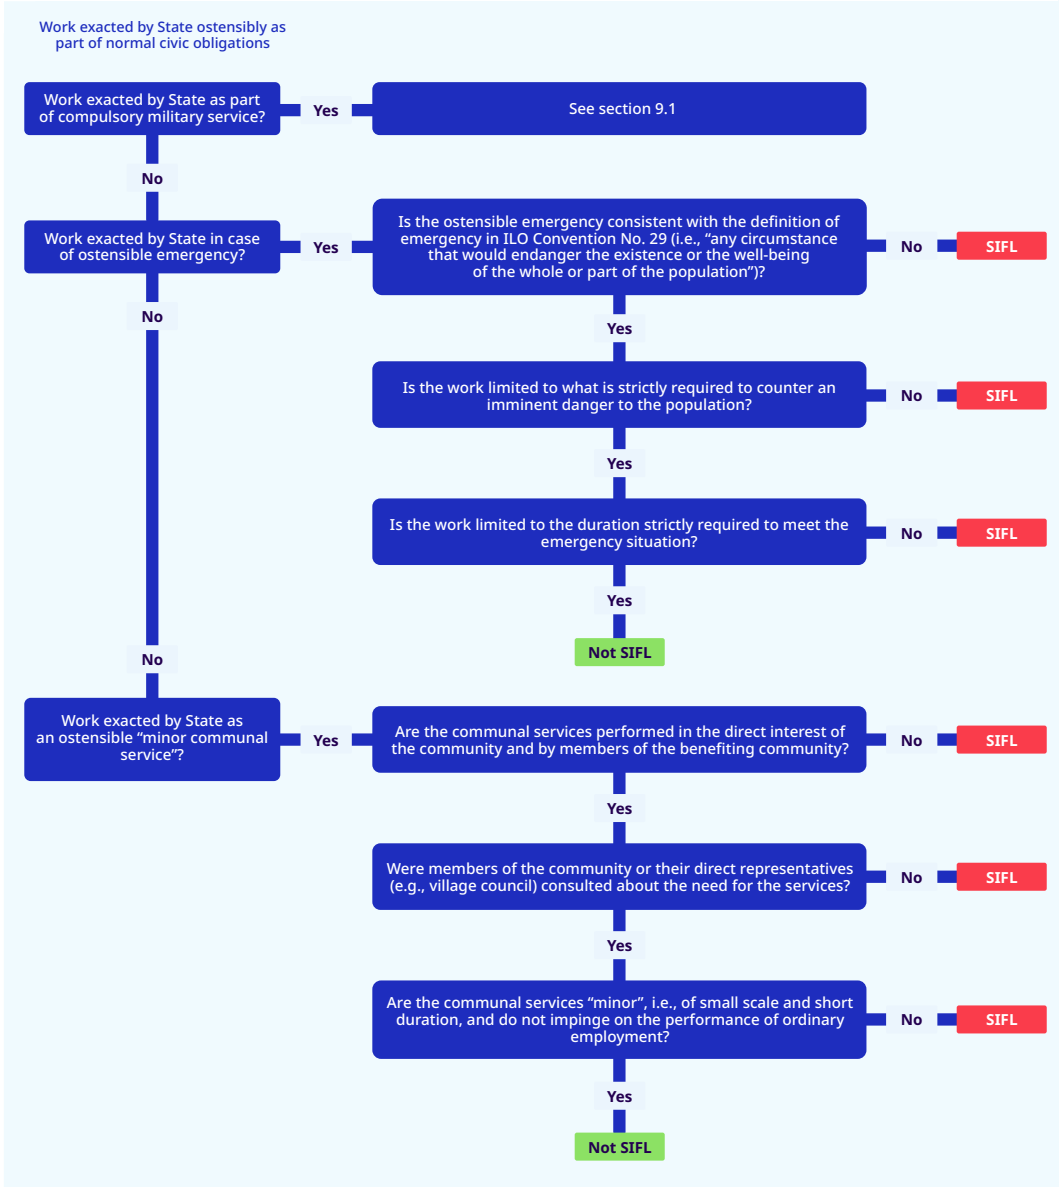 Work exacted by State ostensibly as
part of normal civic obligations
Work exacted by State as part
of compulsory military service?
Yes
See section 9.1
No
Work exacted by State in case
of ostensible emergency?
Yes
Is the ostensible emergency consistent with the definition of
emergency in ILO Convention No. 29 (i.e., “any circumstance
that would endanger the existence or the well-being
of the whole or part of the population”)?
No
SIFL
No
Yes
Is the work limited to what is strictly required to counter an
imminent danger to the population?
No
SIFL
Yes
Is the work limited to the duration strictly required to meet the
emergency situation?
No
SIFL
Yes
Not SIFL
No
Work exacted by State as
an ostensible “minor communal
service”?
Yes
Are the communal services performed in the direct interest of
the community and by members of the benefiting community?
No
SIFL
Yes
Were members of the community or their direct representatives
(e.g., village council) consulted about the need for the services?
No
SIFL
Yes
Are the communal services “minor”, i.e., of small scale and short
duration, and do not impinge on the performance of ordinary
employment?
No
SIFL
Yes
Not SIFL